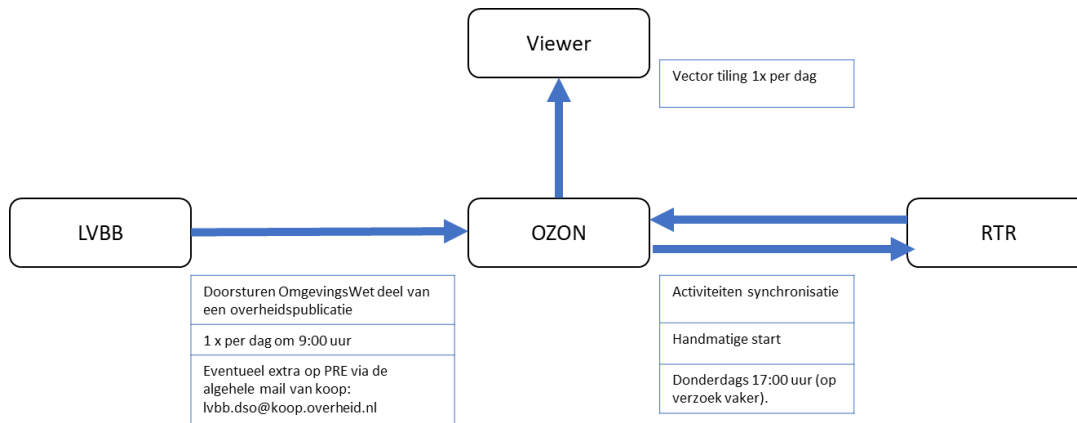 Viewer
Vector tiling 1x per dag
LVBB
OZON
RTR
Doorsturen OmgevingsWet deel van
een overheidspublicatie
1 x per dag om 9:00 uur
Eventueel extra op PRE via de
algehele mail van koop:
lvbb.dso@koop.overheid.nl
Activiteiten synchronisatie
Handmatige start
Donderdags 17:00 uur (op
verzoek vaker).